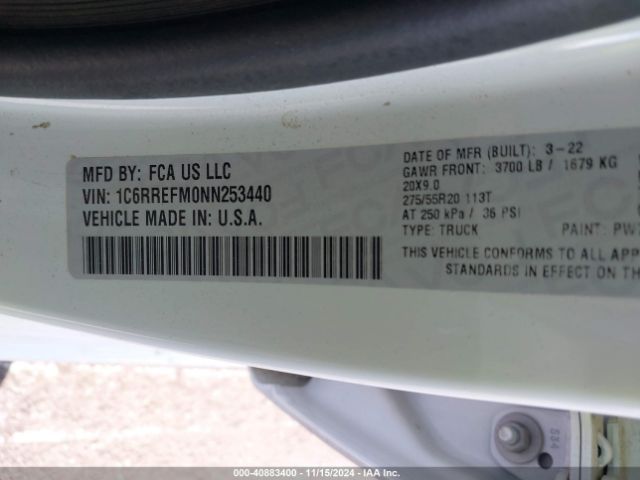 MFD BY: FCA US LLC
VIN: 1C6RREFM0NN253440
VEHICLE MADE IN: U.S.A.
DATE OF MFR (BUILT): 3-22
GAWR FRONT: 3700 LB / 1679 KG
20X9.0
275/55R20 113T
AT 250 kPa / 36 PSI
TYPE: TRUCK PAINT: PW
THIS VEHICLE CONFORMS TO ALL APP
STANDARDS IN EFFECT ON TH
534
000-40883400 - 11/15/2024 - IAA Inc.